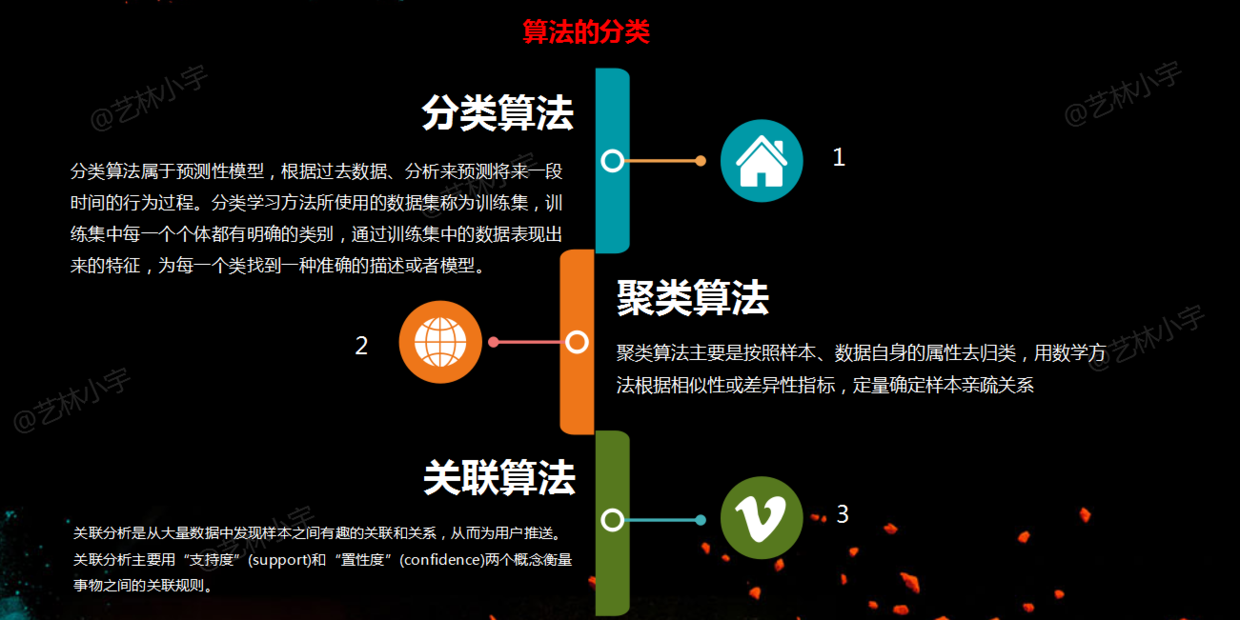 算法的分类
分类算法
分类算法属于预测性模型，根据过去数据、分析来预测将来一段
时间的行为过程。分类学习方法所使用的数据集称为训练集，训
练集中每一个个体都有明确的类别，通过训练集中的数据表现出
来的特征，为每一个类找到一种准确的描述或者模型。
1
聚类算法
聚类算法主要是按照样本、数据自身的属性去归类，用数学方
法根据相似性或差异性指标，定量确定样本亲疏关系
2
关联算法
关联分析是从大量数据中发现样本之间有趣的关联和关系，从而为用户推送。
关联分析主要用“支持度”(support)和“置性度”(confidence)两个概念衡量
事物之间的关联规则。
3
@艺林小宇
@艺林小宇
@艺林小宇
@艺林小宇
@艺林小宇
@艺林小宇